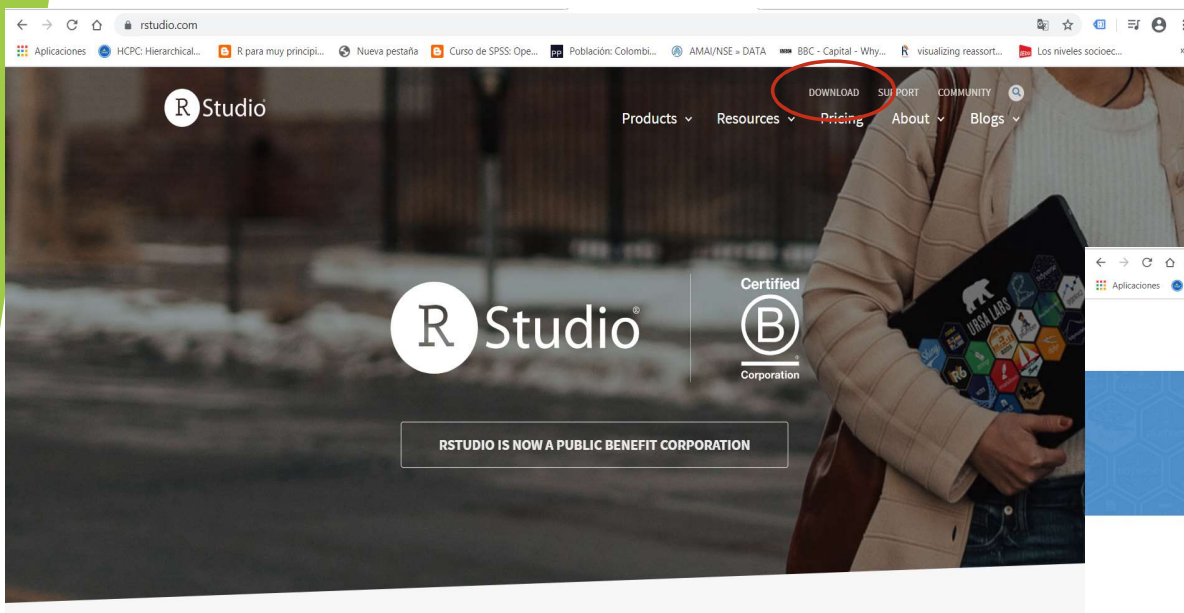 rstudio.com
Aplicaciones HCPC: Hierarchical... R para muy principi... Nueva pestaña Curso de SPSS: Ope... Población: Colombi... AMAI/NSE » DATA BBC - Capital - Why... visualizing reassort... Los niveles socioec... »
R Studio
DOWNLOAD SUPPORT COMMUNITY
Products Resources Pricing About Blogs
R Studio®
Certified
B
Corporation
URSA LABS
R6
RSTUDIO IS NOW A PUBLIC BENEFIT CORPORATION
Aplicaciones